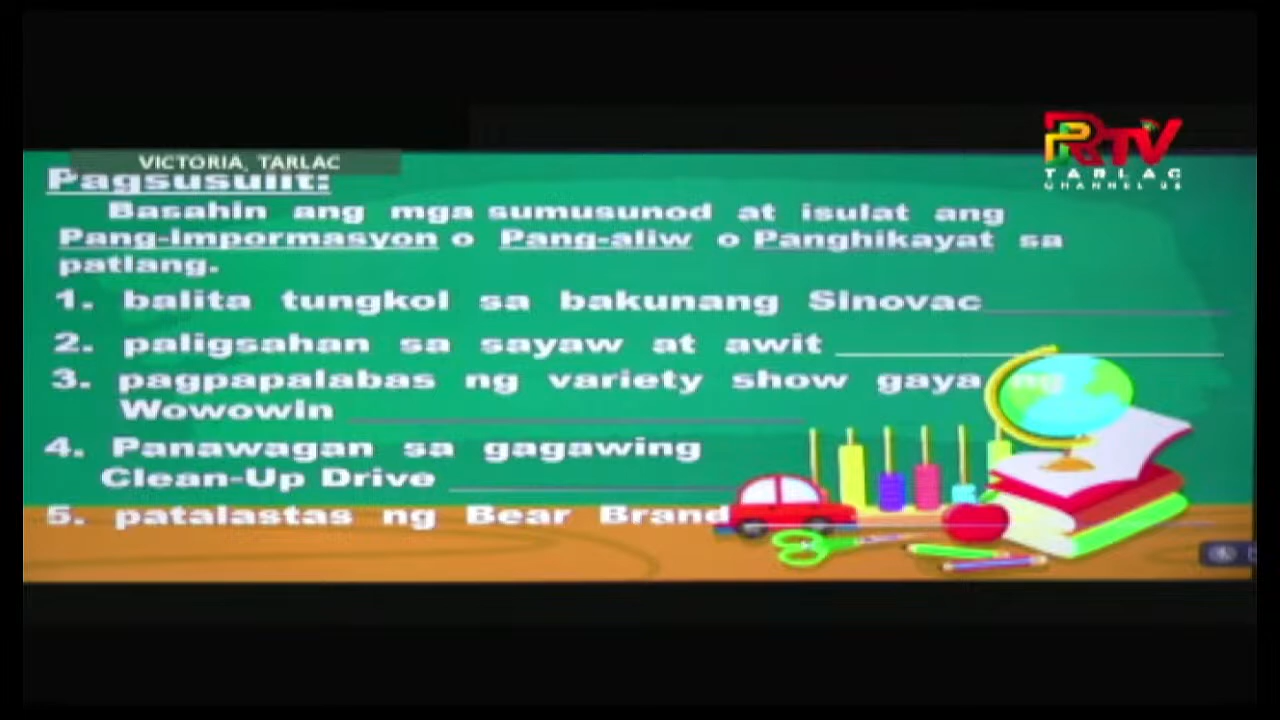 RTV
TARLAC
CHANNEL 26
VICTORIA, TARLAC
Pagsusulit:
Basahin ang mga sumusunod at isulat ang
Pang-Impormasyon o Pang-aliw o Panghikayat sa
patlang.
1. balita tungkol sa bakunang Sinovac
2. paligsahan sa sayaw at awit
3. pagpapalabas ng variety show gaya ng
Wowowin
4. Panawagan sa gagawing
Clean-Up Drive
5. patalastas ng Bear Brand